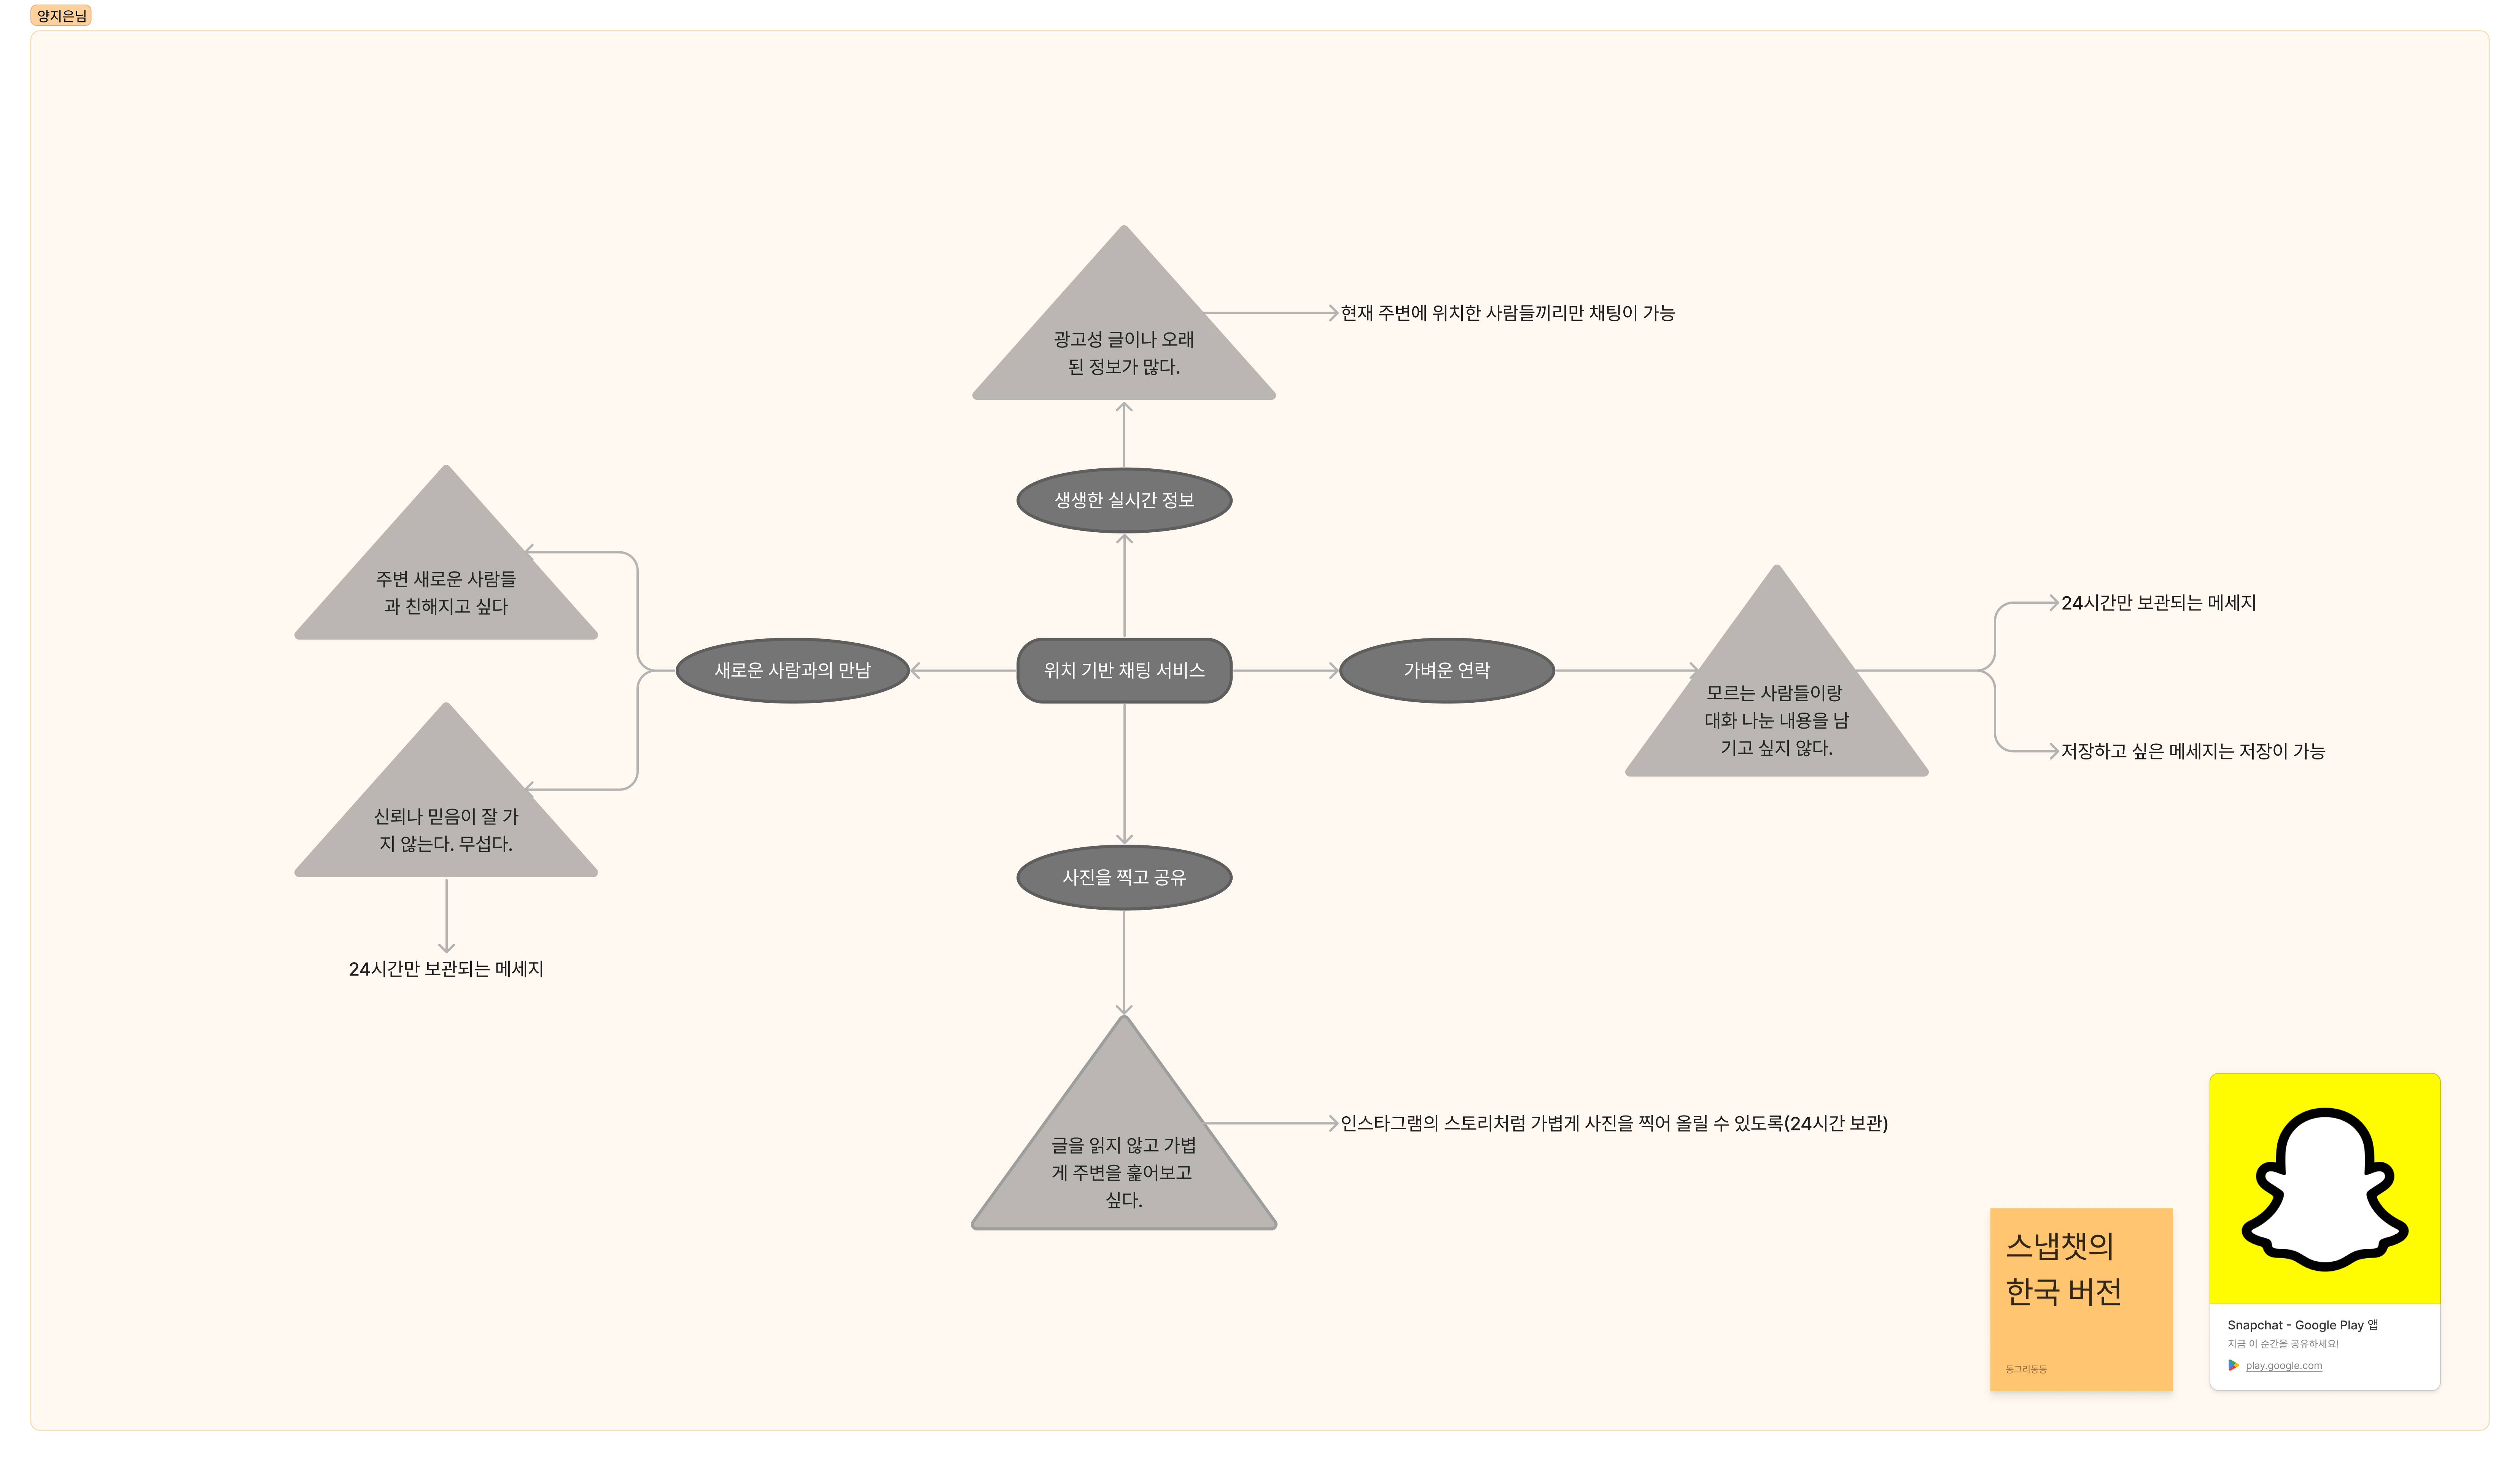 양지은님
광고성 글이나 오래
된 정보가 많다.
현재 주변에 위치한 사람들끼리만 채팅이 가능
생생한 실시간 정보
주변 새로운 사람들
과 친해지고 싶다
새로운 사람과의 만남
위치 기반 채팅 서비스
가벼운 연락
모르는 사람들이랑
대화 나눈 내용을 남
기고 싶지 않다.
24시간만 보관되는 메세지
저장하고 싶은 메세지는 저장이 가능
신뢰나 믿음이 잘 가
지 않는다. 무섭다.
24시간만 보관되는 메세지
사진을 찍고 공유
글을 읽지 않고 가볍
게 주변을 훑어보고
싶다.
인스타그램의 스토리처럼 가볍게 사진을 찍어 올릴 수 있도록(24시간 보관)
스냅챗의
한국 버전
동그리동동
Snapchat - Google Play 앱
지금 이 순간을 공유하세요!
play.google.com